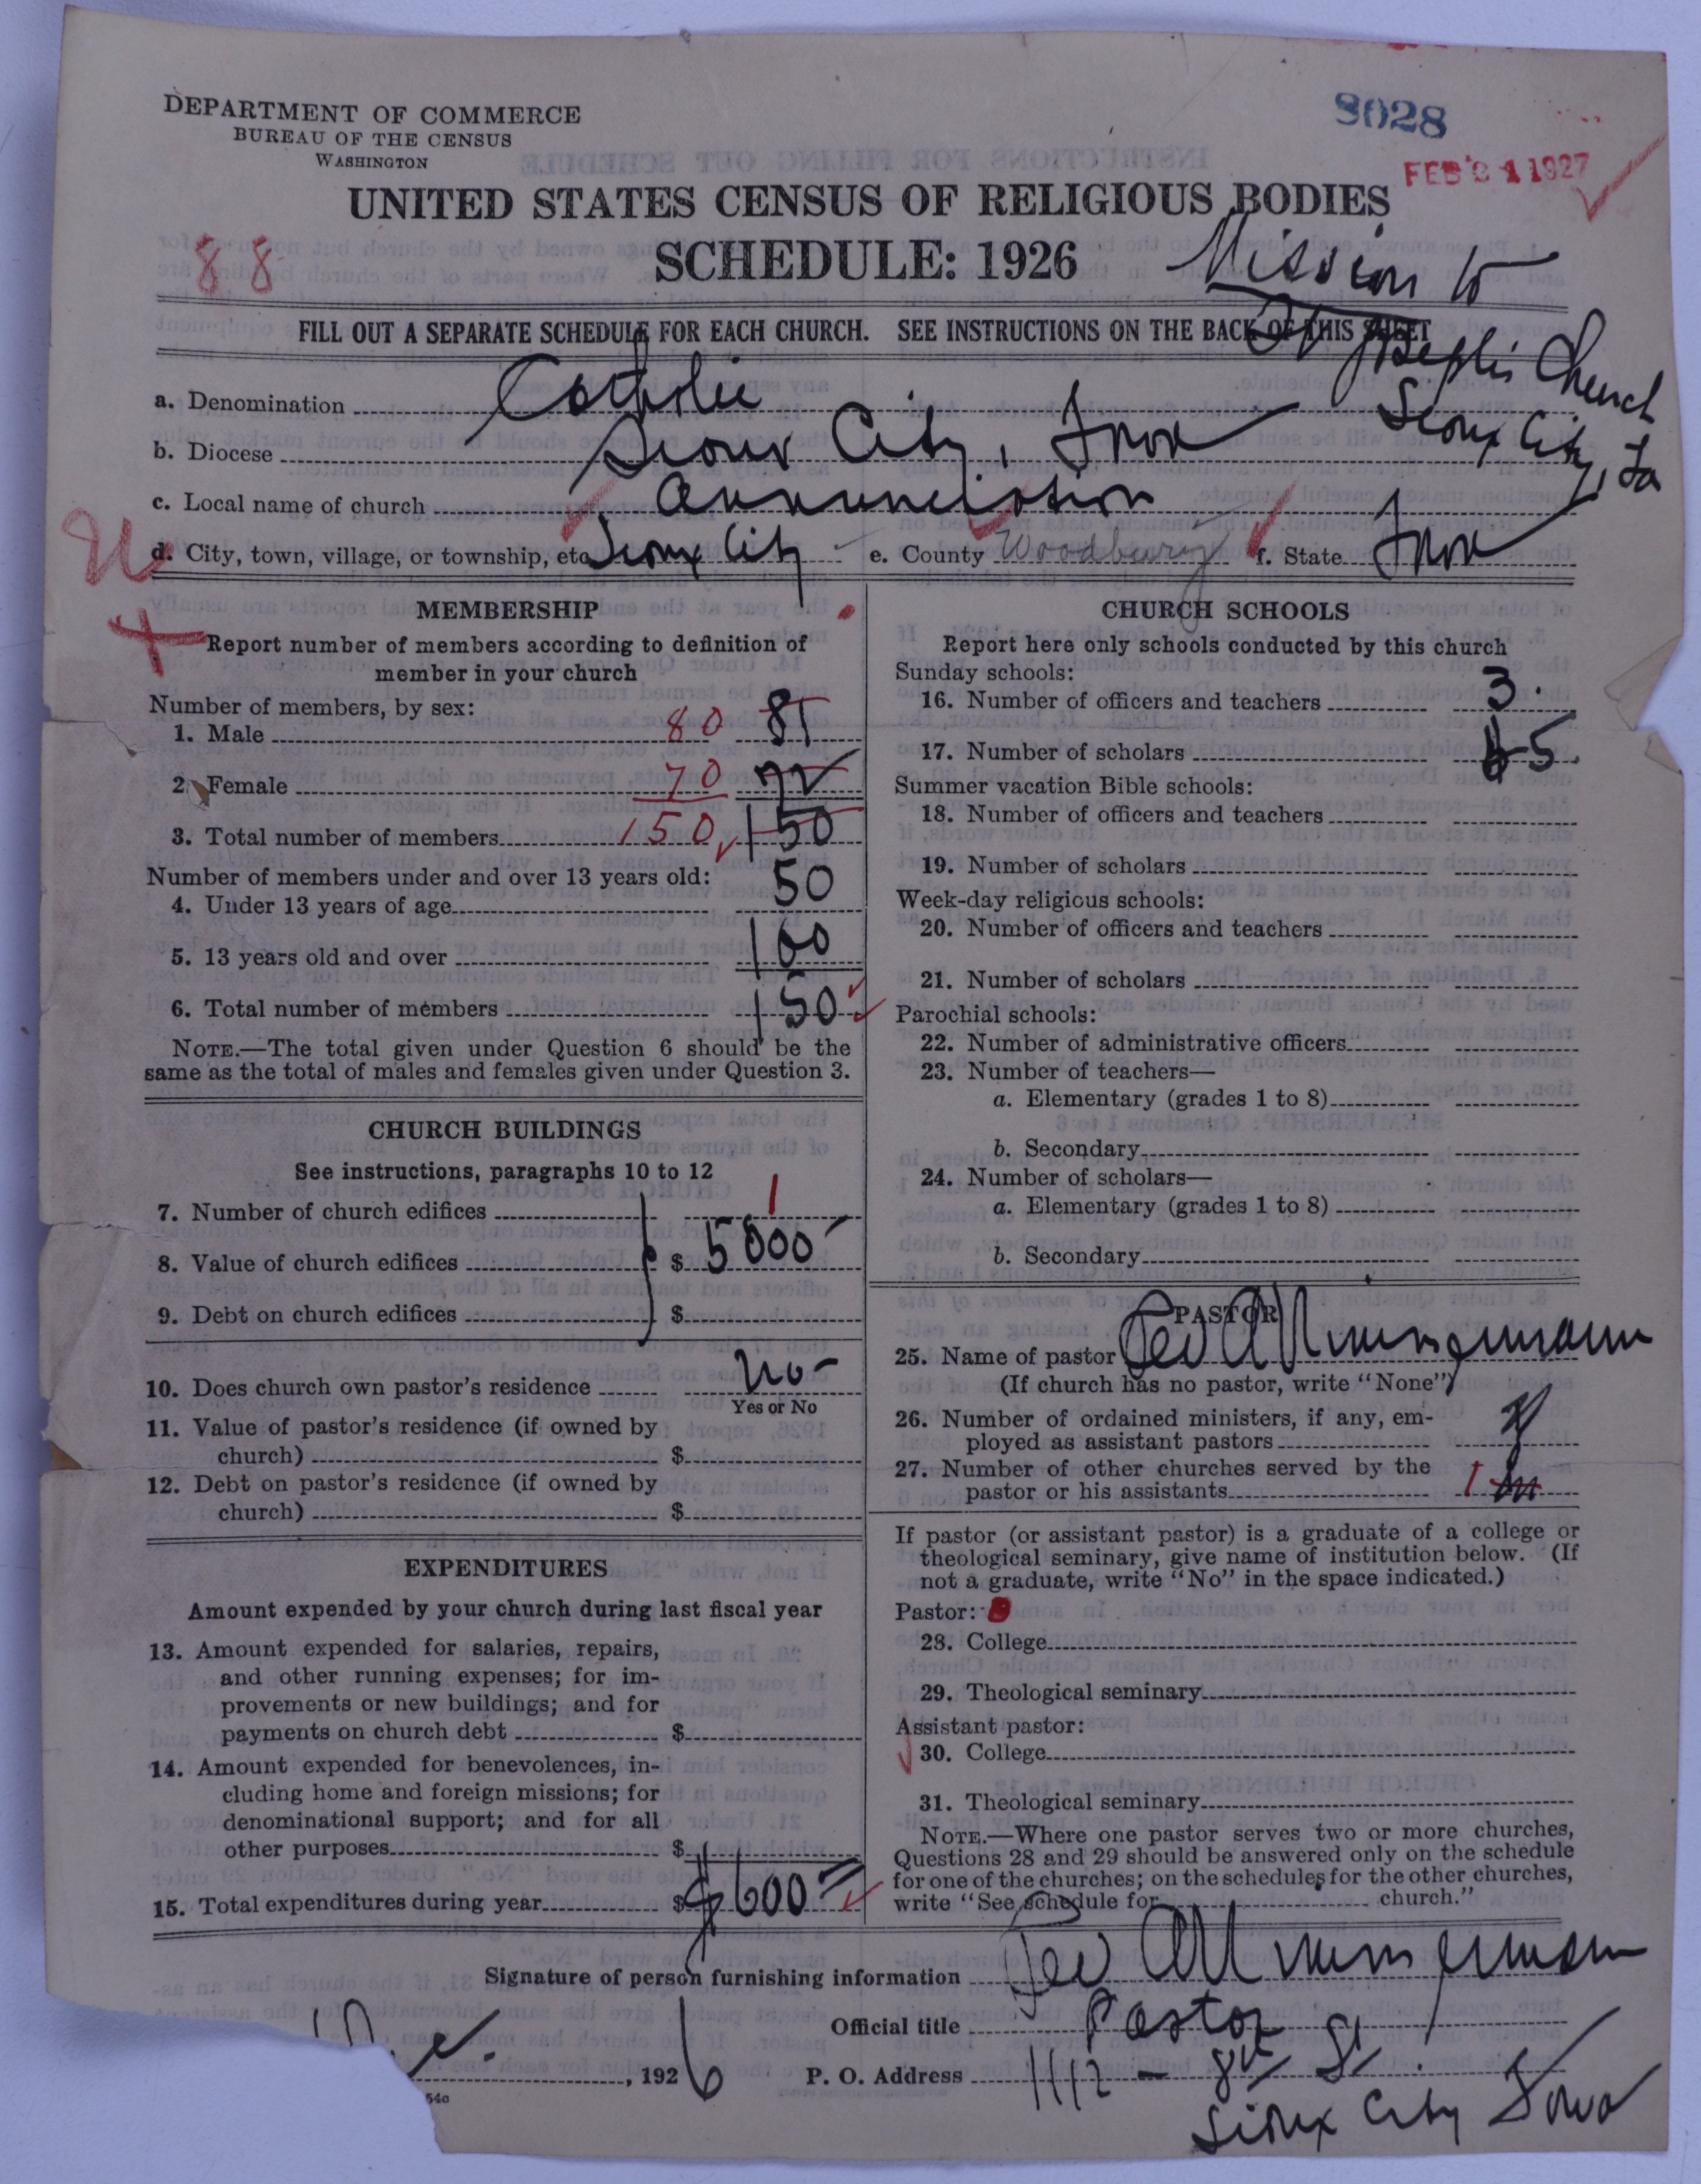 DEPARTMENT OF COMMERCE
BUREAU OF THE CENSUS
WASHINGTON
8028
FEB 21 1927
UNITED STATES CENSUS OF RELIGIOUS BODIES
SCHEDULE: 1926
88
Mission to
St Joseph's Church
Sioux City, Ia
FILL OUT A SEPARATE SCHEDULE FOR EACH CHURCH. SEE INSTRUCTIONS ON THE BACK OF THIS SHEET
a. Denomination Catholic
b. Diocese Sioux City, Iowa
c. Local name of church Annunciation
d. City, town, village, or township, etc. Sioux City e. County Woodbury f. State Iowa
MEMBERSHIP
Report number of members according to definition of
member in your church
Number of members, by sex:
1. Male 80 81
2. Female 70 72
3. Total number of members 150 150
Number of members under and over 13 years old:
4. Under 13 years of age 50
5. 13 years old and over 100
6. Total number of members 150
NOTE.—The total given under Question 6 should be the
same as the total of males and females given under Question 3.
CHURCH BUILDINGS
See instructions, paragraphs 10 to 12
7. Number of church edifices 1
8. Value of church edifices $ 5000
9. Debt on church edifices $
10. Does church own pastor's residence no
Yes or No
11. Value of pastor's residence (if owned by
church) $
12. Debt on pastor's residence (if owned by
church) $
EXPENDITURES
Amount expended by your church during last fiscal year
13. Amount expended for salaries, repairs,
and other running expenses; for im-
provements or new buildings; and for
payments on church debt $
14. Amount expended for benevolences, in-
cluding home and foreign missions; for
denominational support; and for all
other purposes $
15. Total expenditures during year $ $600
CHURCH SCHOOLS
Report here only schools conducted by this church
Sunday schools:
16. Number of officers and teachers 3.
17. Number of scholars 65.
Summer vacation Bible schools:
18. Number of officers and teachers
19. Number of scholars
Week-day religious schools:
20. Number of officers and teachers
21. Number of scholars
Parochial schools:
22. Number of administrative officers
23. Number of teachers—
a. Elementary (grades 1 to 8)
b. Secondary
24. Number of scholars—
a. Elementary (grades 1 to 8)
b. Secondary
PASTOR
25. Name of pastor Rev
(If church has no pastor, write "None")
26. Number of ordained ministers, if any, em-
ployed as assistant pastors
27. Number of other churches served by the
pastor or his assistants 1
If pastor (or assistant pastor) is a graduate of a college or
theological seminary, give name of institution below. (If
not a graduate, write "No" in the space indicated.)
Pastor:
28. College
29. Theological seminary
Assistant pastor:
30. College
31. Theological seminary
NOTE.—Where one pastor serves two or more churches,
Questions 28 and 29 should be answered only on the schedule
for one of the churches; on the schedules for the other churches,
write "See schedule for church."
Signature of person furnishing information Rev
Official title Pastor
, 1926 P. O. Address 1112 - 8th St.
Sioux City Iowa
54c